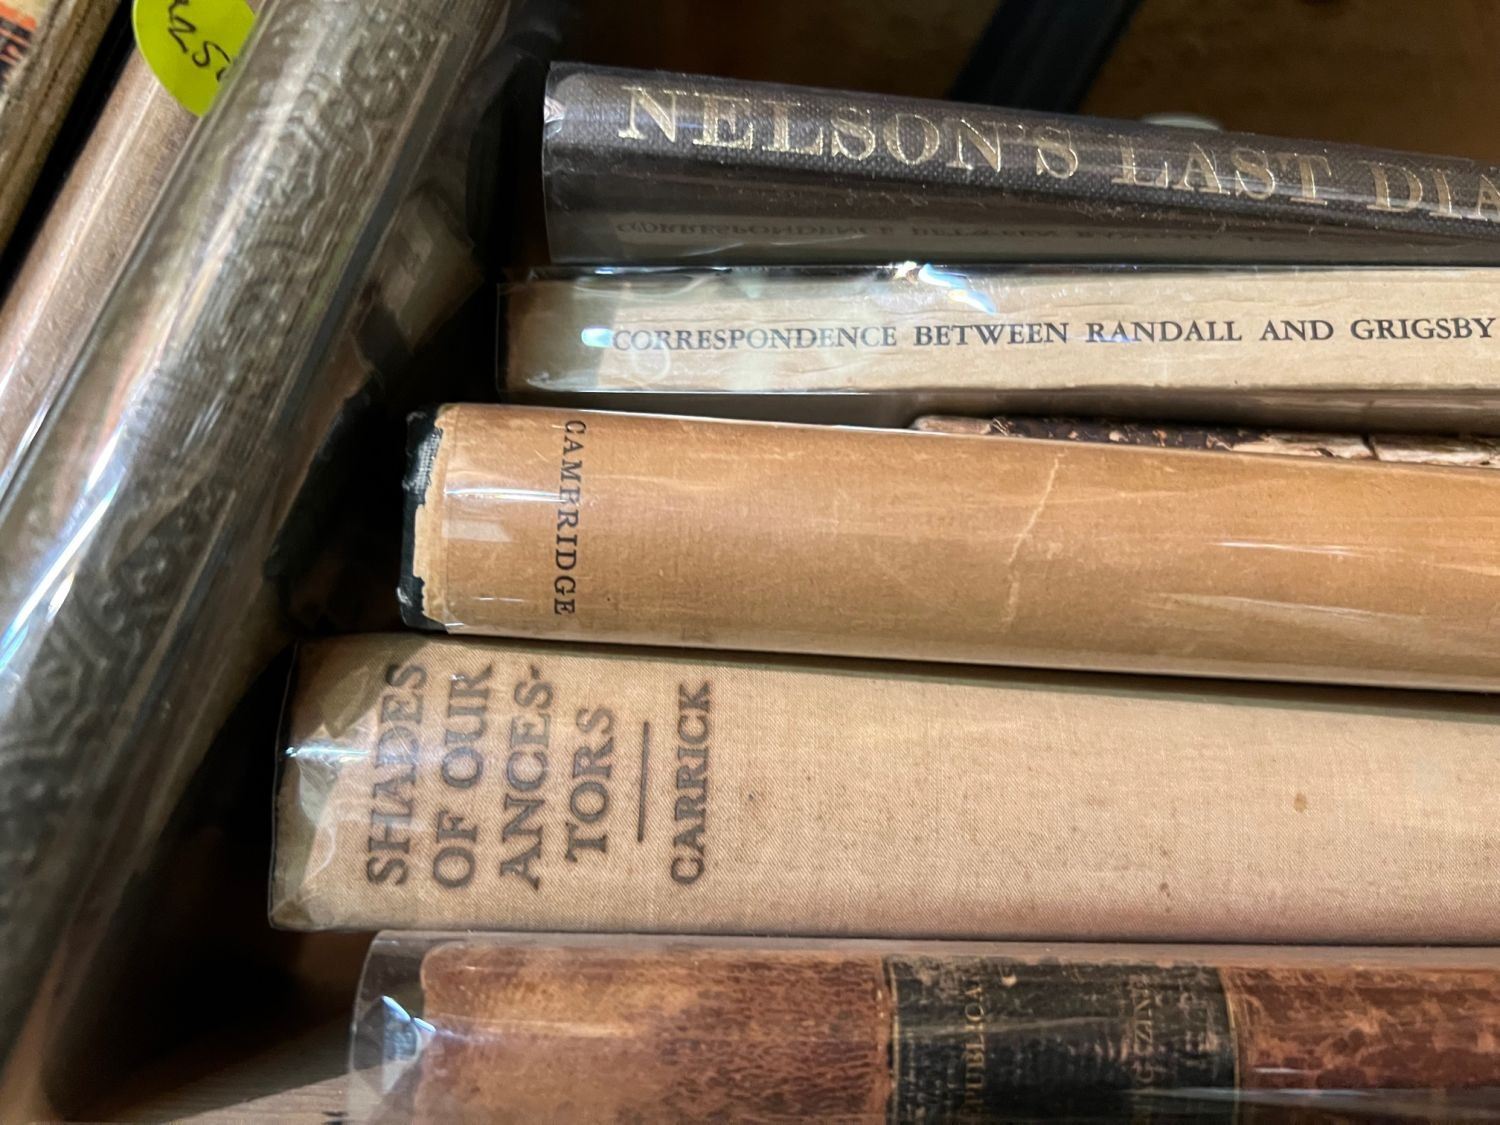 NELSON'S LAST DIA
CORRESPONDENCE BETWEEN RANDALL AND GRIGSBY
CAMBRIDGE
SHADES
OF OUR
ANCES-
TORS
CARRICK